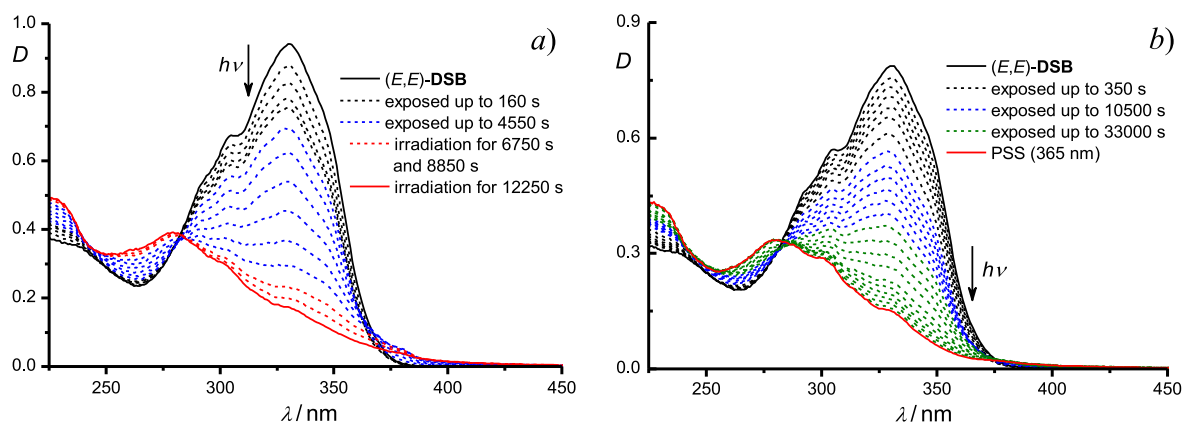 a)
1.0
0.8
0.6
0.4
0.2
0.0
D
hν
(E,E)-DSB
exposed up to 160 s
exposed up to 4550 s
irradiation for 6750 s
and 8850 s
irradiation for 12250 s
250 300 350 400 450
λ / nm
b)
0.9
0.6
0.3
0.0
D
(E,E)-DSB
exposed up to 350 s
exposed up to 10500 s
exposed up to 33000 s
PSS (365 nm)
hν
250 300 350 400 450
λ / nm